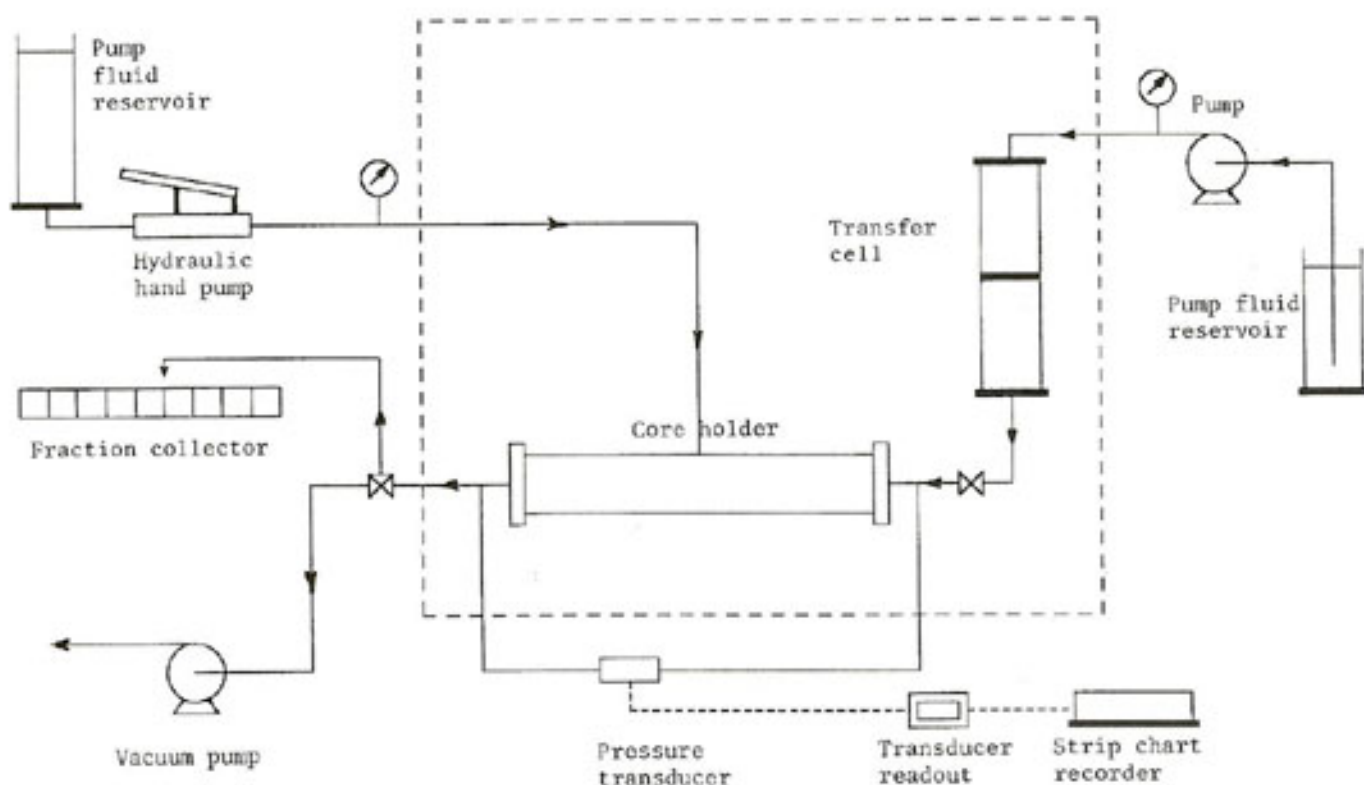 Pump
fluid
reservoir
Pump
Hydraulic
hand pump
Transfer
cell
Pump fluid
reservoir
Fraction collector
Core holder
Vacuum pump
Pressure
transducer
Transducer
readout
Strip chart
recorder